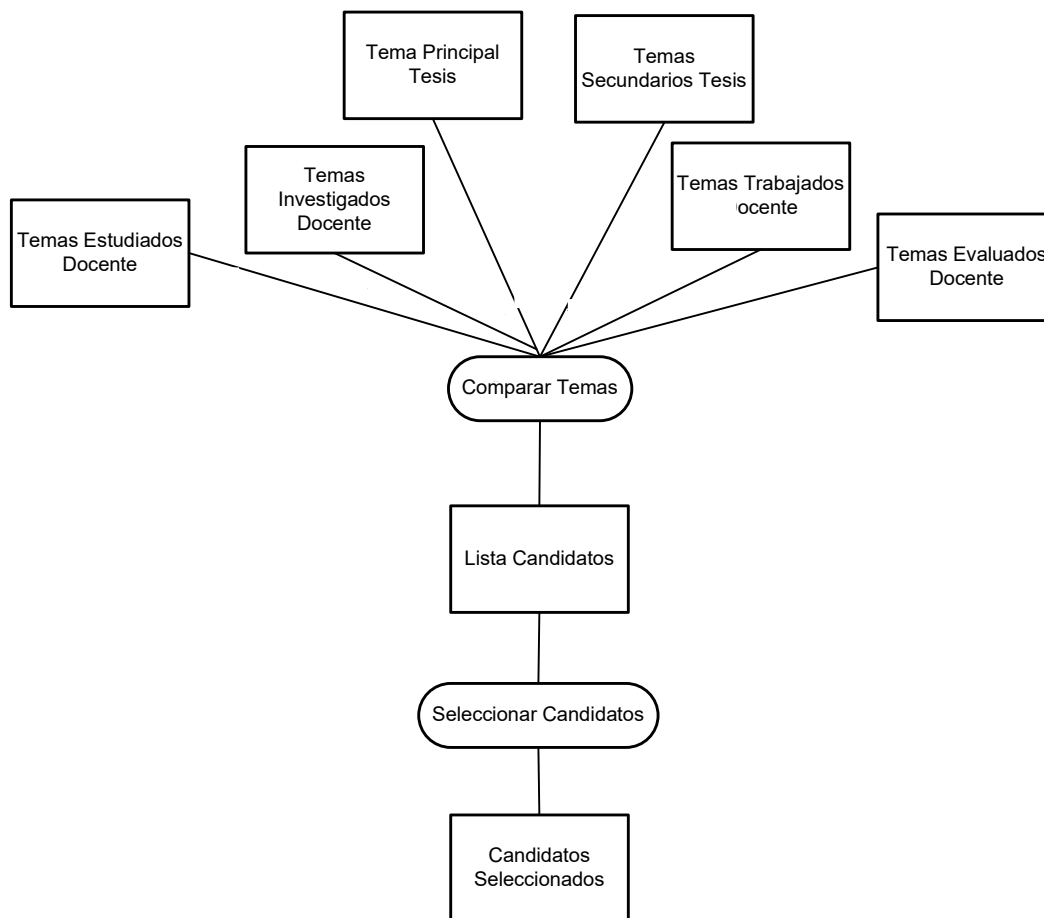 Tema Principal
Tesis
Temas
Secundarios Tesis
Temas
Investigados
Docente
Temas Trabajados
ocente
Temas Estudiados
Docente
Temas Evaluados
Docente
Comparar Temas
Lista Candidatos
Seleccionar Candidatos
Candidatos
Seleccionados